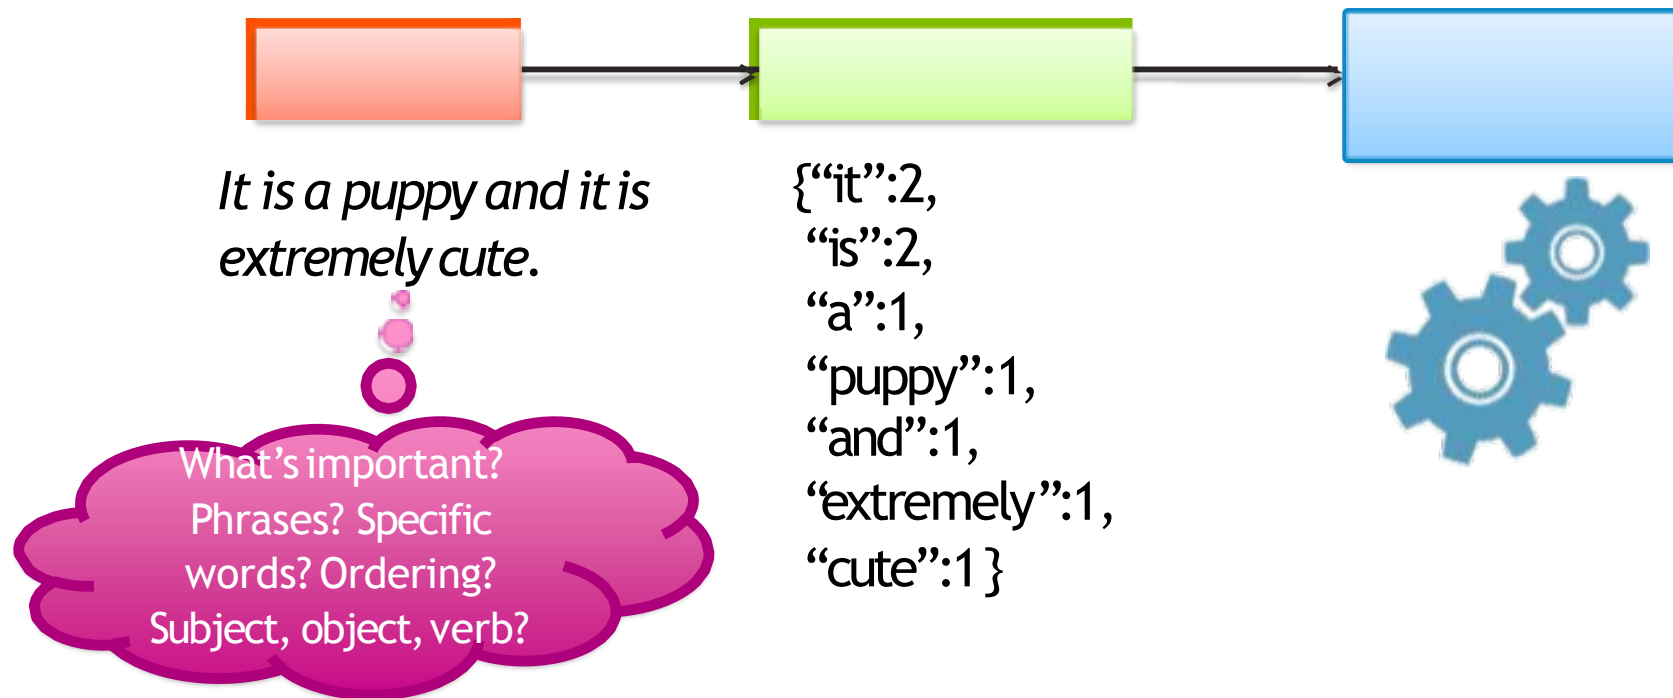 It is a puppy and it is
extremely cute.
What’s important?
Phrases? Specific
words? Ordering?
Subject, object, verb?
{“it”:2,
“is”:2,
“a”:1,
“puppy”:1,
“and”:1,
“extremely”:1,
“cute”:1}